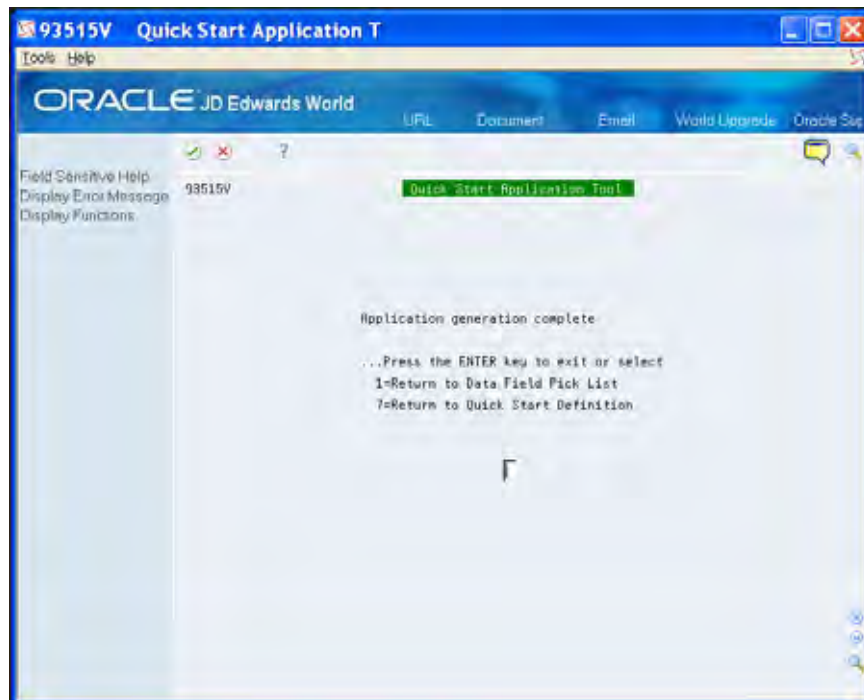 93515V Quick Start Application T
Tools Help
ORACLE JD Edwards World
URL Document Email World Upgrade Oracle Sup
?
Field Sensitive Help
Display Error Message
Display Functions
93515V Quick Start Application Tool
Application generation complete
...Press the ENTER key to exit or select
1=Return to Data Field Pick List
7=Return to Quick Start Definition